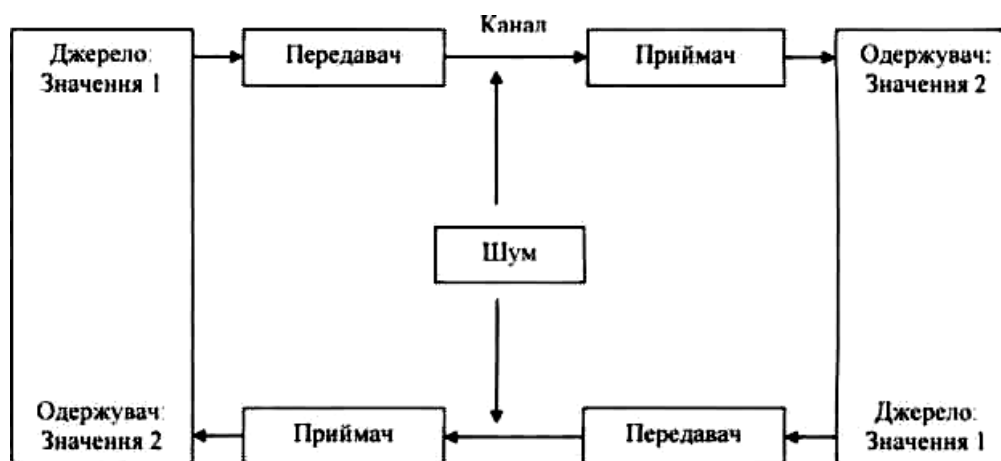 Канал
Джерело:
Значення 1
Передавач
Приймач
Одержувач:
Значення 2
Шум
Одержувач:
Значення 2
Приймач
Передавач
Джерело:
Значення 1